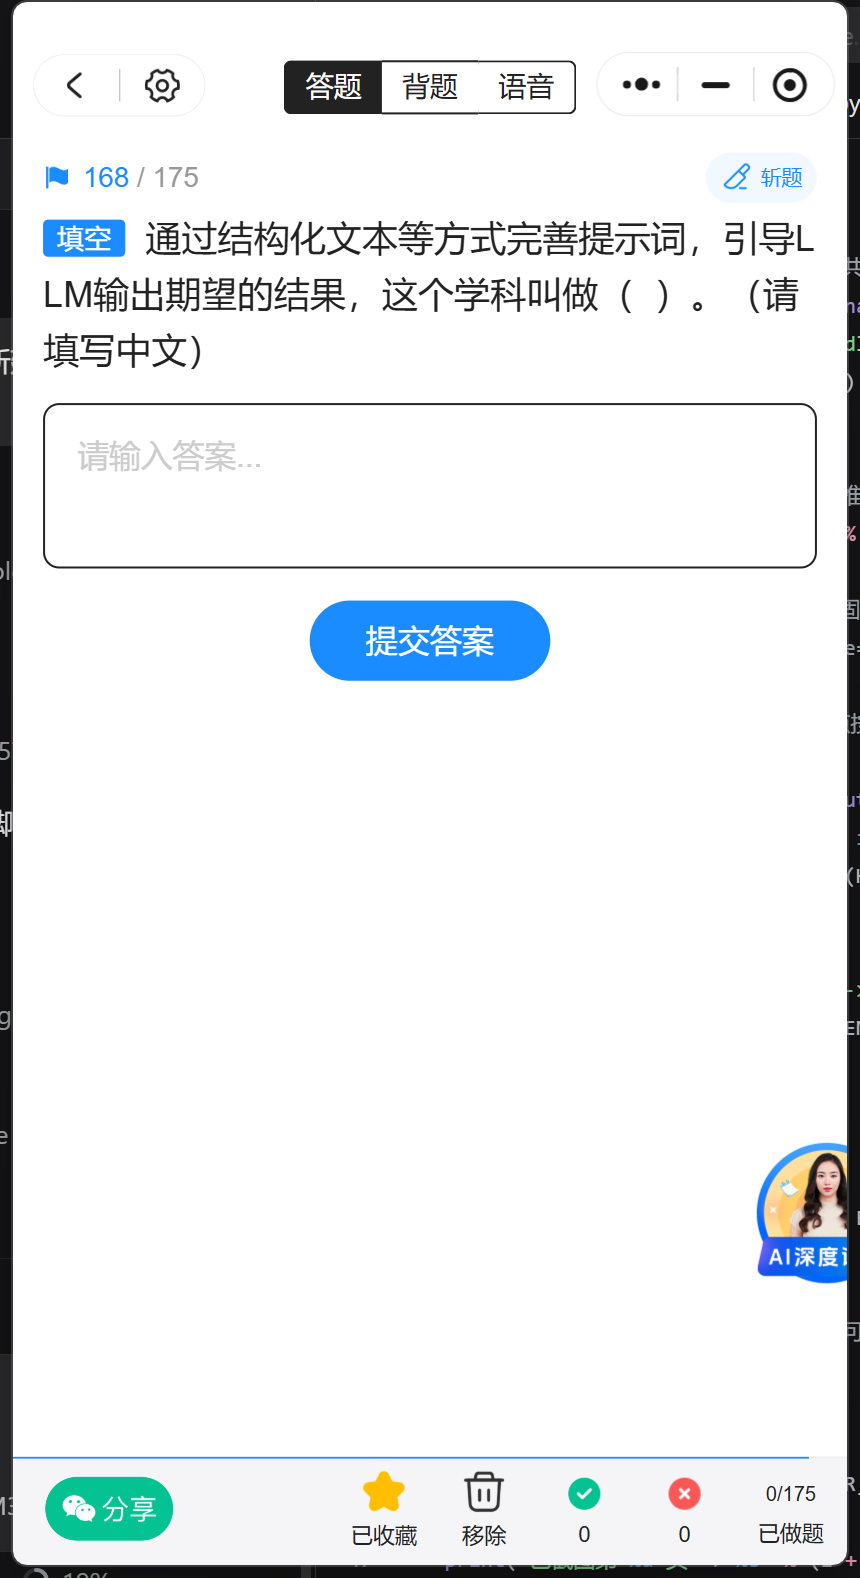 答题 背题 语音
168 / 175
斩题
填空 通过结构化文本等方式完善提示词，引导L
LM输出期望的结果，这个学科叫做（ ）。（请
填写中文）
请输入答案...
提交答案
AI深度
分享
已收藏
移除
0
0
0/175
已做题